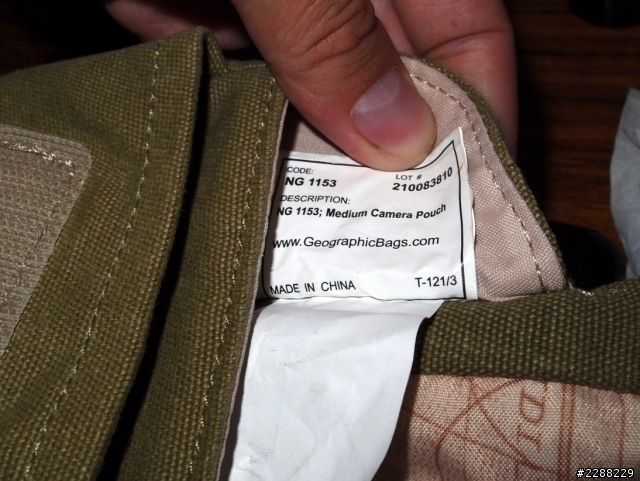 CODE: LOT #
NG 1153 210083810
DESCRIPTION:
NG 1153; Medium Camera Pouch
www.GeographicBags.com
MADE IN CHINA T-121/3
DI
#2288229